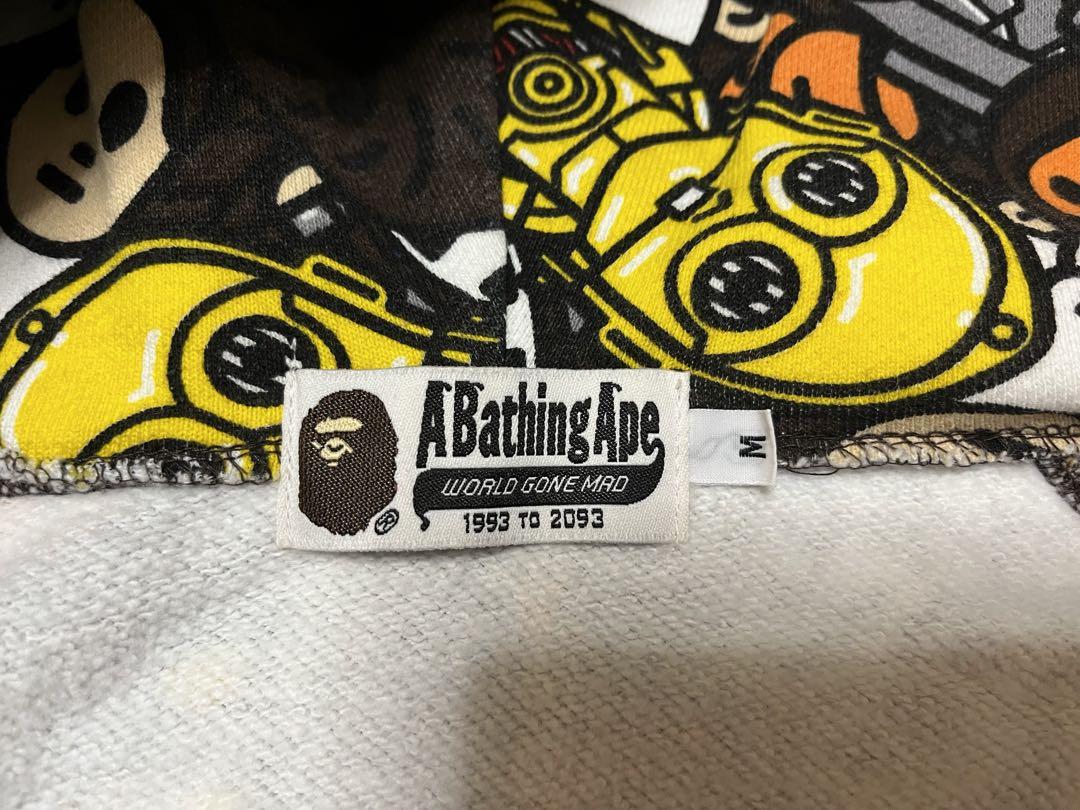 A Bathing Ape
WORLD GONE MAD
1993 TO 2093
®
M